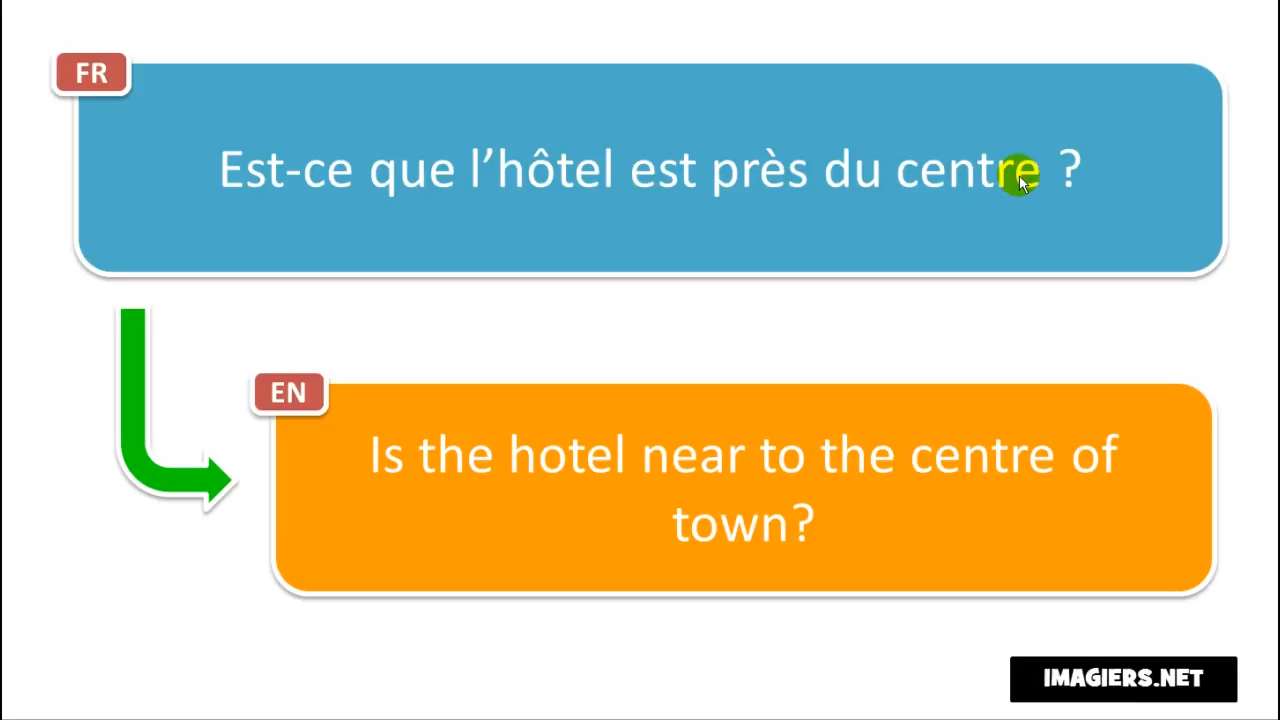 FR
Est-ce que l’hôtel est près du centre ?
EN
Is the hotel near to the centre of
town?
IMAGIERS.NET